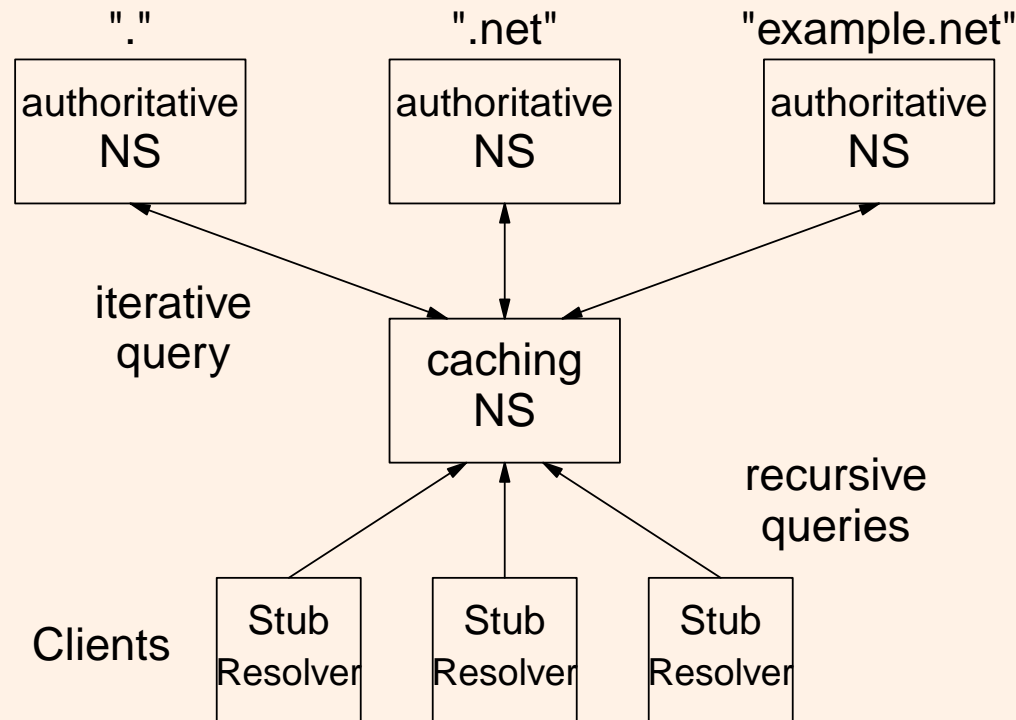 "."
".net"
"example.net"
authoritative
NS
authoritative
NS
authoritative
NS
iterative
query
caching
NS
recursive
queries
Clients
Stub
Resolver
Stub
Resolver
Stub
Resolver